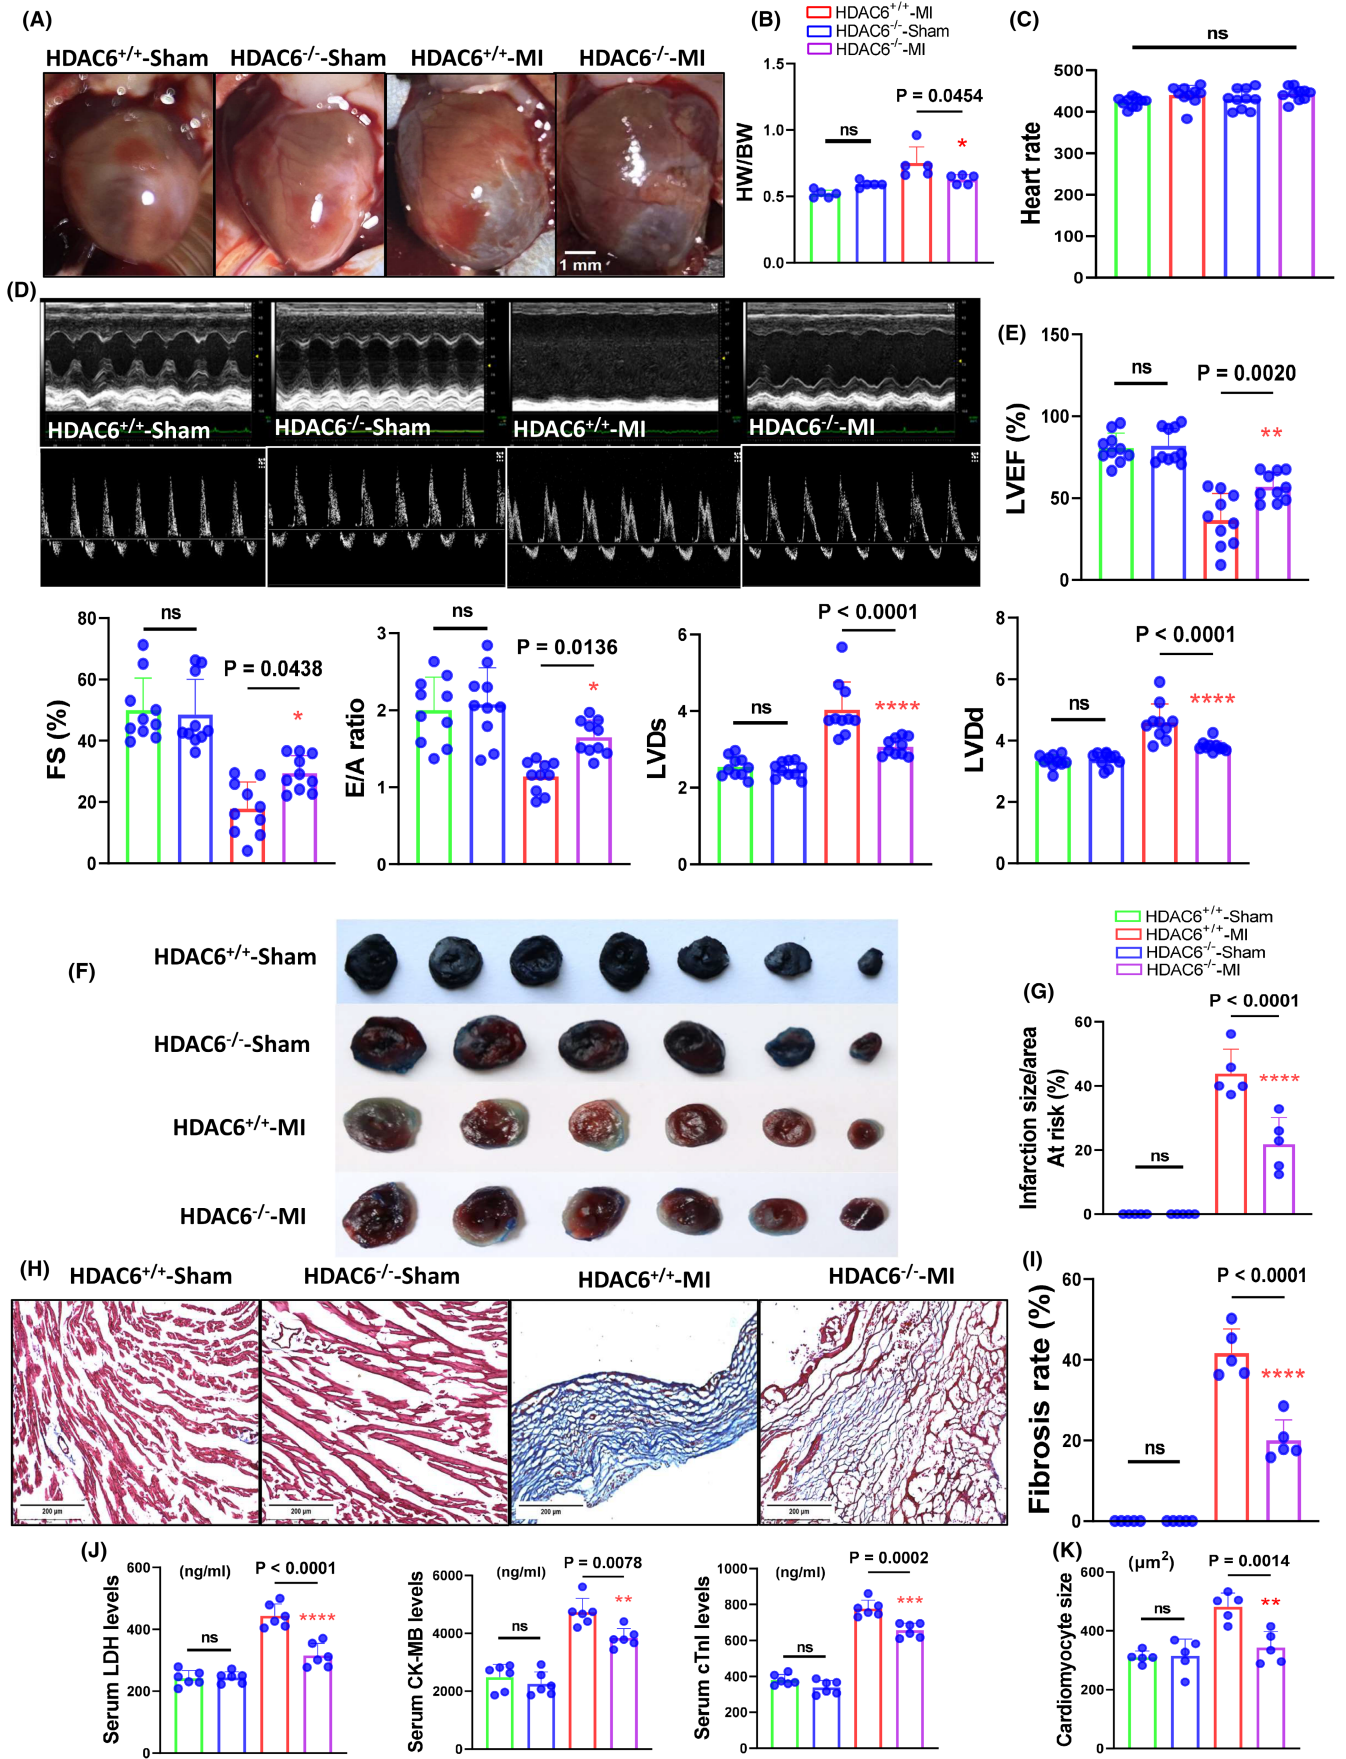 (A)
HDAC6+/+-Sham
HDAC6-/--Sham
HDAC6+/+-MI
HDAC6-/--MI
1 mm
(B)
HDAC6+/+-MI
HDAC6-/--Sham
HDAC6-/--MI
HW/BW
1.5
1.0
0.5
0.0
ns
P = 0.0454
*
(C)
Heart rate
500
400
300
200
100
0
ns
(D)
HDAC6+/+-Sham
HDAC6-/--Sham
HDAC6+/+-MI
HDAC6-/--MI
(E)
LVEF (%)
150
100
50
0
ns
P = 0.0020
**
FS (%)
80
60
40
20
0
ns
P = 0.0438
*
E/A ratio
3
2
1
0
ns
P = 0.0136
*
LVDs
6
4
2
0
ns
P < 0.0001
****
LVDd
8
6
4
2
0
ns
P < 0.0001
****
(F)
HDAC6+/+-Sham
HDAC6-/--Sham
HDAC6+/+-MI
HDAC6-/--MI
HDAC6+/+-Sham
HDAC6+/+-MI
HDAC6-/--Sham
HDAC6-/--MI
(G)
Infarction size/area
At risk (%)
60
40
20
0
ns
P < 0.0001
****
(H)
HDAC6+/+-Sham
HDAC6-/--Sham
HDAC6+/+-MI
HDAC6-/--MI
200 µm
200 µm
200 µm
200 µm
(I)
Fibrosis rate (%)
60
40
20
0
ns
P < 0.0001
****
(J)
Serum LDH levels
600
400
200
0
(ng/ml)
ns
P < 0.0001
****
Serum CK-MB levels
6000
4000
2000
0
(ng/ml)
ns
P = 0.0078
**
Serum cTnI levels
1000
800
600
400
200
0
(ng/ml)
ns
P = 0.0002
***
(K)
Cardiomyocyte size
600
400
200
0
(µm2)
ns
P = 0.0014
**